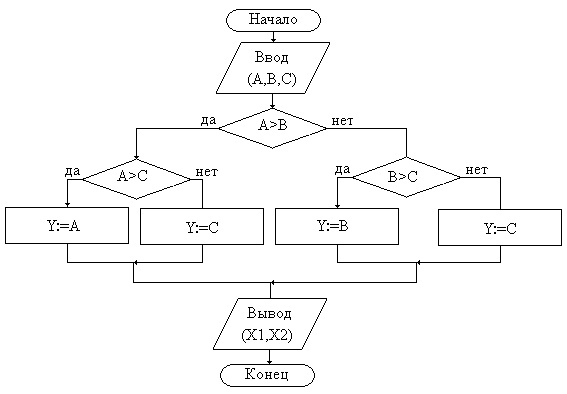 Начало
Ввод
(A,B,C)
да
A>B
нет
да
A>C
нет
да
B>C
нет
Y:=A
Y:=C
Y:=B
Y:=C
Вывод
(X1,X2)
Конец